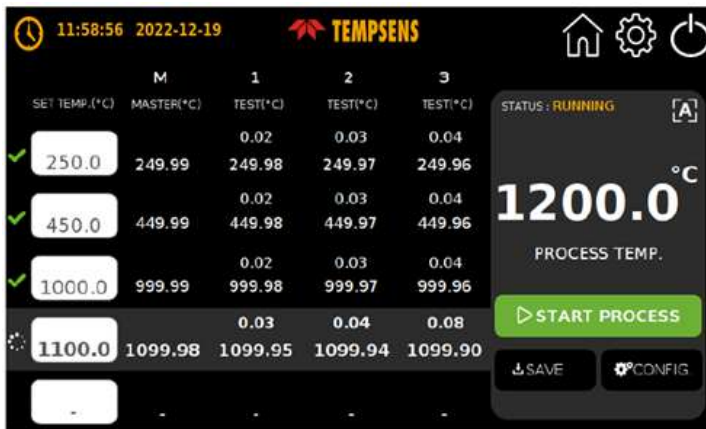 11:58:56 2022-12-19 TEMPSENS
M 1 2 3
SET TEMP.(°C) MASTER(°C) TEST(°C) TEST(°C) TEST(°C)
0.02 0.03 0.04
250.0 249.99 249.98 249.97 249.96
0.02 0.03 0.04
450.0 449.99 449.98 449.97 449.96
0.02 0.03 0.04
1000.0 999.99 999.98 999.97 999.96
0.03 0.04 0.08
1100.0 1099.98 1099.95 1099.94 1099.90
- - - - -
STATUS : RUNNING [A]
1200.0 °C
PROCESS TEMP.
START PROCESS
SAVE CONFIG.